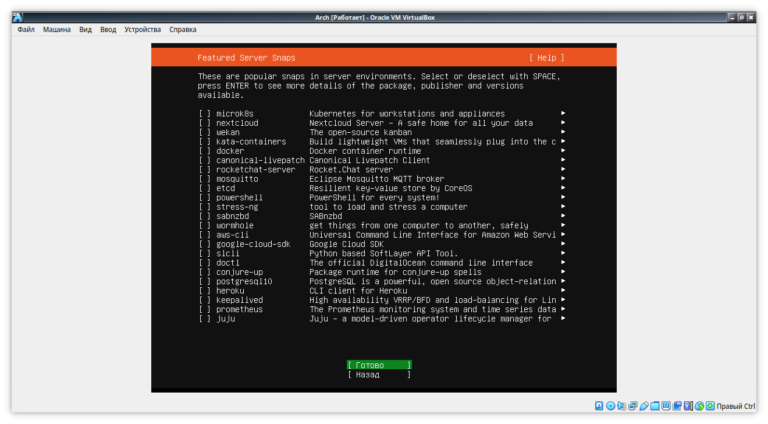 Arch [Работает] - Oracle VM VirtualBox
Файл Машина Вид Ввод Устройства Справка
Featured Server Snaps [ Help ]
These are popular snaps in server environments. Select or deselect with SPACE,
press ENTER to see more details of the package, publisher and versions
available.
[ ] microk8s Kubernetes for workstations and appliances ►
[ ] nextcloud Nextcloud Server - A safe home for all your data ►
[ ] wekan The open-source kanban ►
[ ] kata-containers Build lightweight VMs that seamlessly plug into the c ►
[ ] docker Docker container runtime ►
[ ] canonical-livepatch Canonical Livepatch Client ►
[ ] rocketchat-server Rocket.Chat server ►
[ ] mosquitto Eclipse Mosquitto MQTT broker ►
[ ] etcd Resilient key-value store by CoreOS ►
[ ] powershell PowerShell for every system! ►
[ ] stress-ng tool to load and stress a computer ►
[ ] sabnzbd SABnzbd ►
[ ] wormhole get things from one computer to another, safely ►
[ ] aws-cli Universal Command Line Interface for Amazon Web Servi ►
[ ] google-cloud-sdk Google Cloud SDK ►
[ ] slcli Python based SoftLayer API Tool. ►
[ ] doctl The official DigitalOcean command line interface ►
[ ] conjure-up Package runtime for conjure-up spells ►
[ ] postgresql10 PostgreSQL is a powerful, open source object-relation ►
[ ] heroku CLI client for Heroku ►
[ ] keepalived High availability VRRP/BFD and load-balancing for Lin ►
[ ] prometheus The Prometheus monitoring system and time series data ►
[ ] juju Juju - a model-driven operator lifecycle manager for ►
[ Готово ]
[ Назад ]
Правый Ctrl